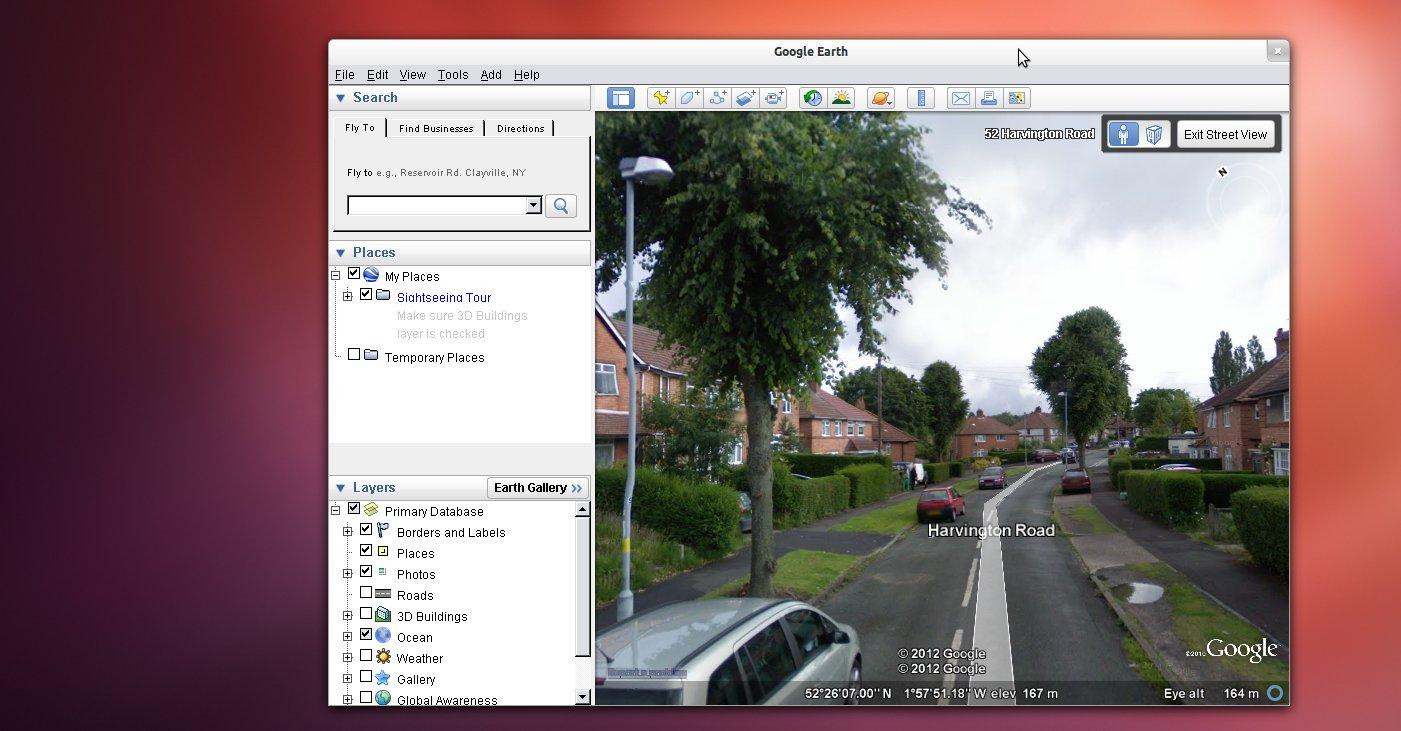 Google Earth
File Edit View Tools Add Help
Search
Fly To Find Businesses Directions
Fly to e.g., Reservoir Rd. Clayville, NY
Places
My Places
Sightseeing Tour
Make sure 3D Buildings
layer is checked
Temporary Places
Layers Earth Gallery »
Primary Database
Borders and Labels
Places
Photos
Roads
3D Buildings
Ocean
Weather
Gallery
Global Awareness
52 Harvington Road Exit Street View
N
Harvington Road
© 2012 Google
© 2012 Google
©2010 Google
52°26'07.00" N 1°57'51.18" W elev 167 m Eye alt 164 m